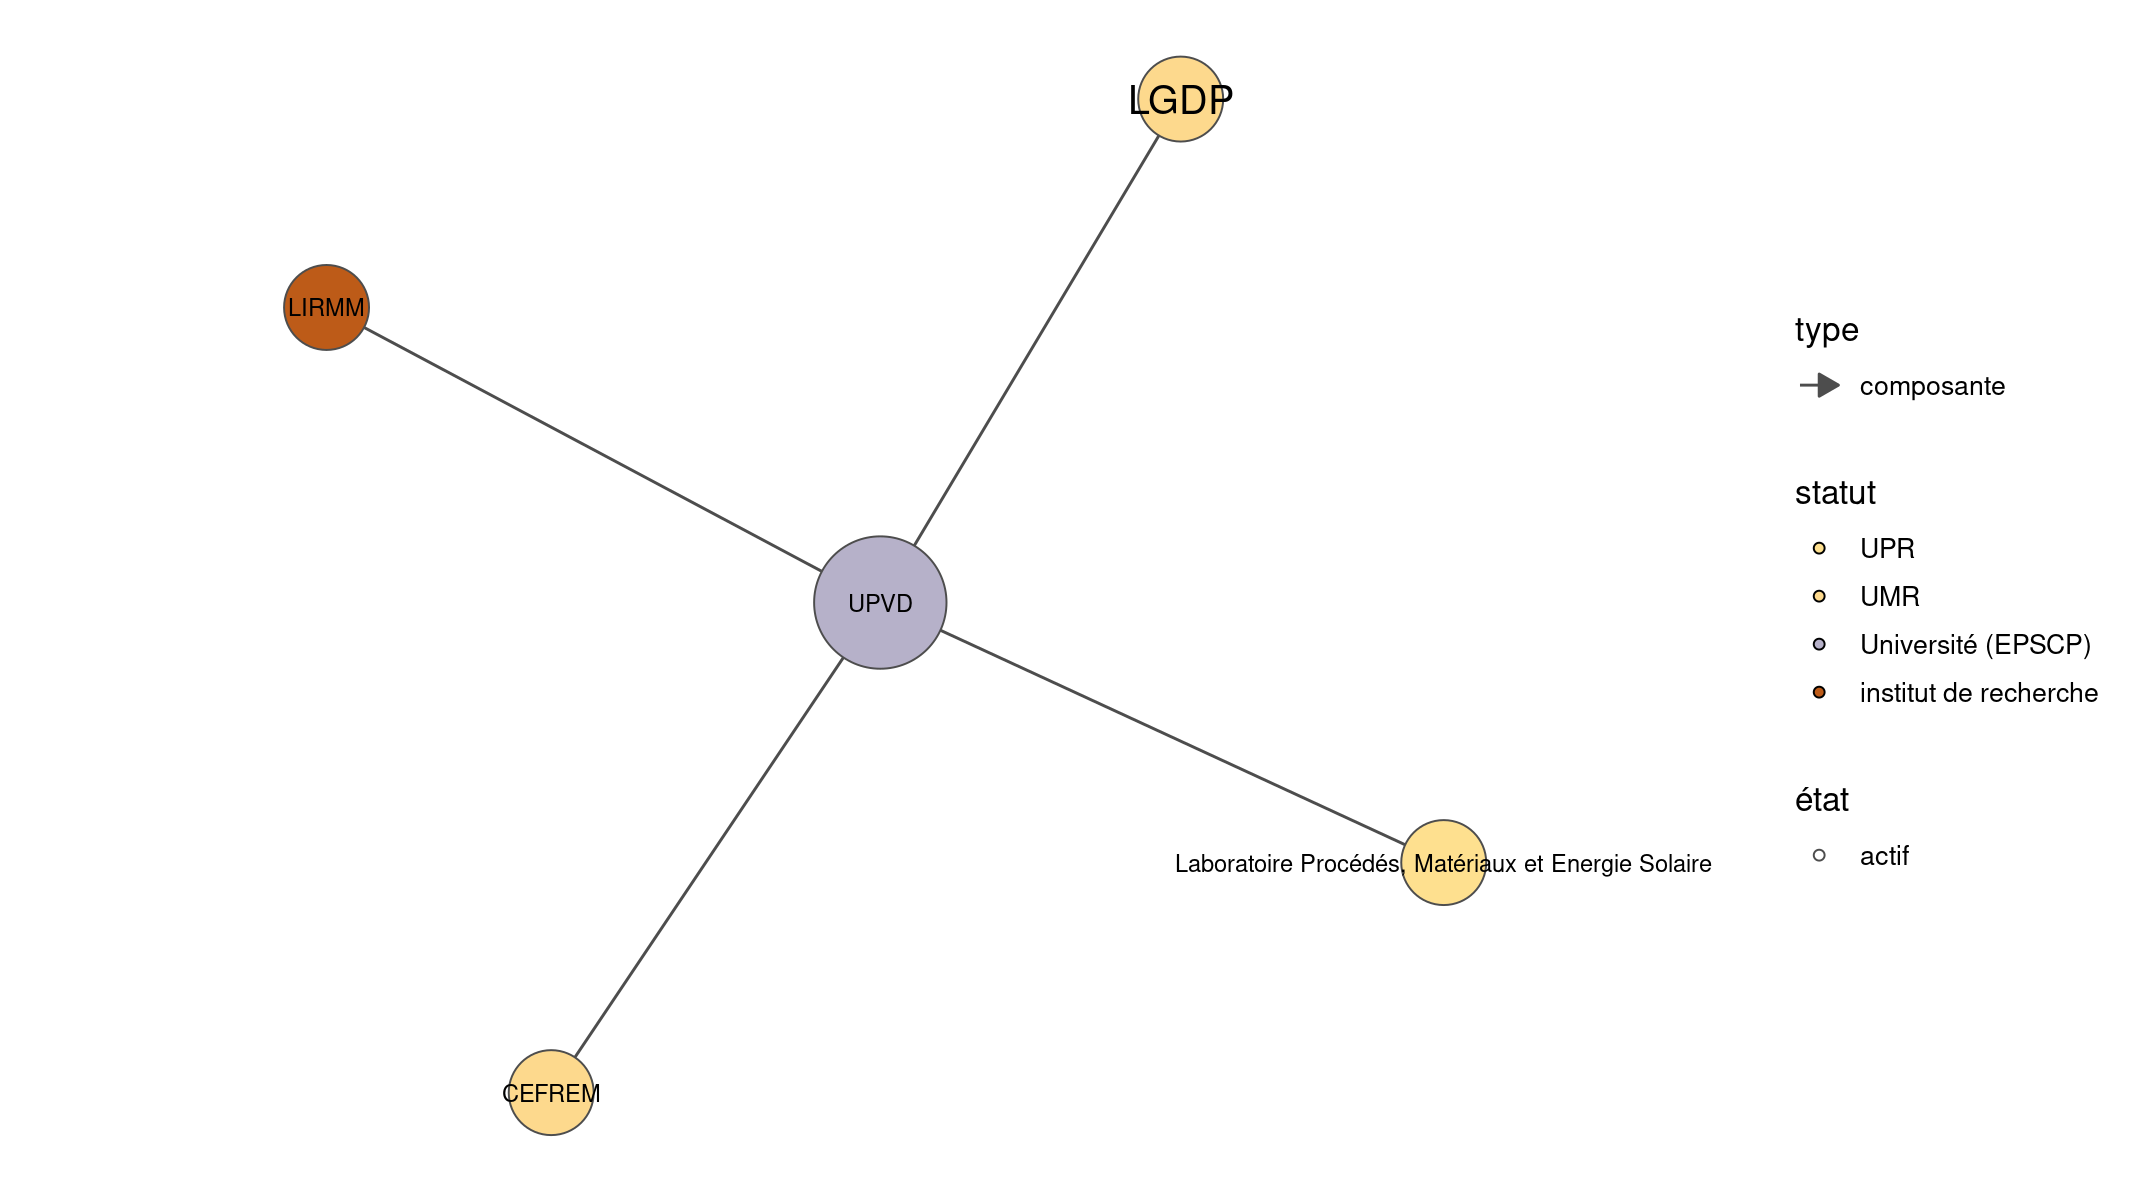 LGDP
LIRMM
UPVD
Laboratoire Procédés, Matériaux et Energie Solaire
CEFREM
type
composante
statut
UPR
UMR
Université (EPSCP)
institut de recherche
état
actif